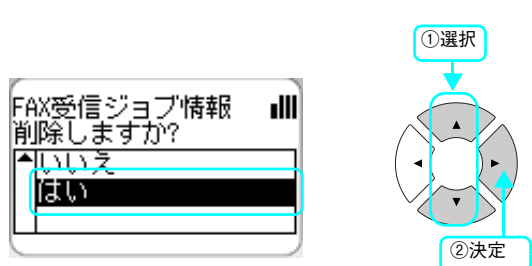 FAX受信ジョブ情報
削除しますか?
いいえ
はい
①選択
②決定